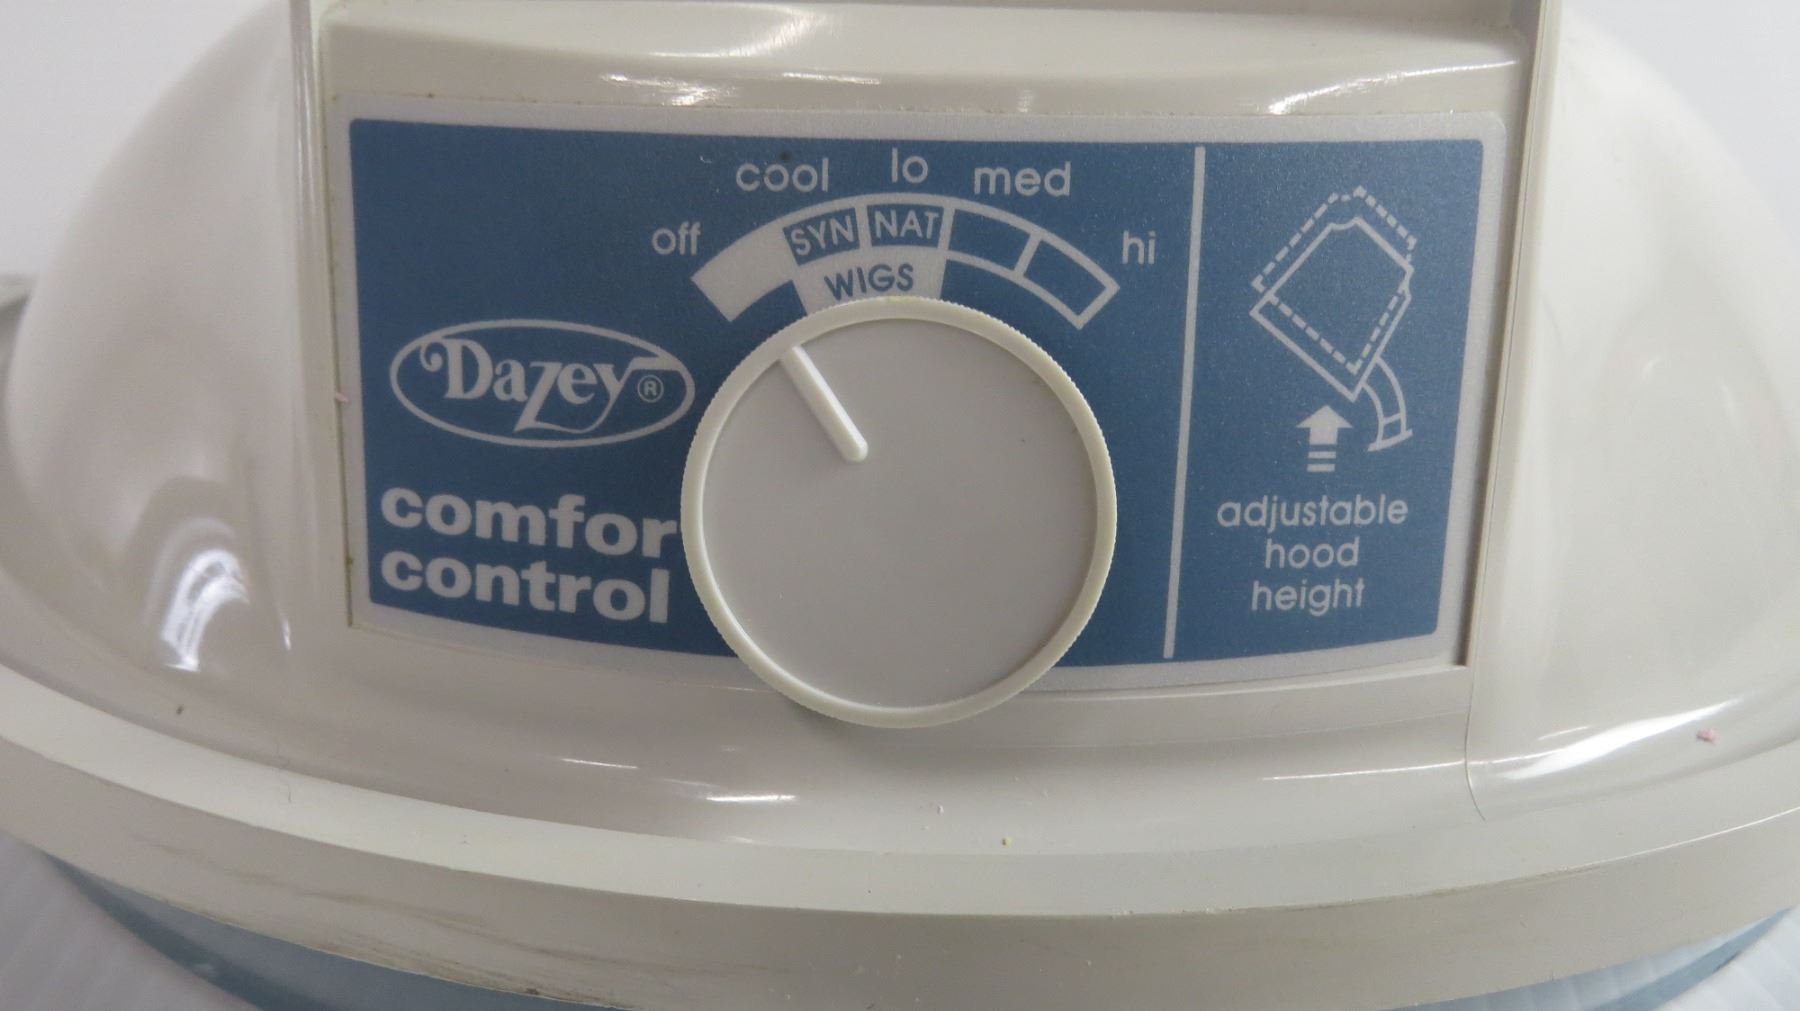 off cool lo med hi
SYN NAT
WIGS
Dazey®
comfor
control
adjustable
hood
height